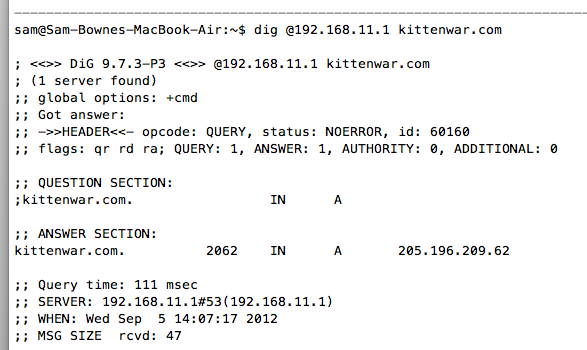 sam@Sam-Bownes-MacBook-Air:~$ dig @192.168.11.1 kittenwar.com
; <<>> DiG 9.7.3-P3 <<>> @192.168.11.1 kittenwar.com
; (1 server found)
;; global options: +cmd
;; Got answer:
;; ->>HEADER<<- opcode: QUERY, status: NOERROR, id: 60160
;; flags: qr rd ra; QUERY: 1, ANSWER: 1, AUTHORITY: 0, ADDITIONAL: 0
;; QUESTION SECTION:
;kittenwar.com. IN A
;; ANSWER SECTION:
kittenwar.com. 2062 IN A 205.196.209.62
;; Query time: 111 msec
;; SERVER: 192.168.11.1#53(192.168.11.1)
;; WHEN: Wed Sep  5 14:07:17 2012
;; MSG SIZE  rcvd: 47